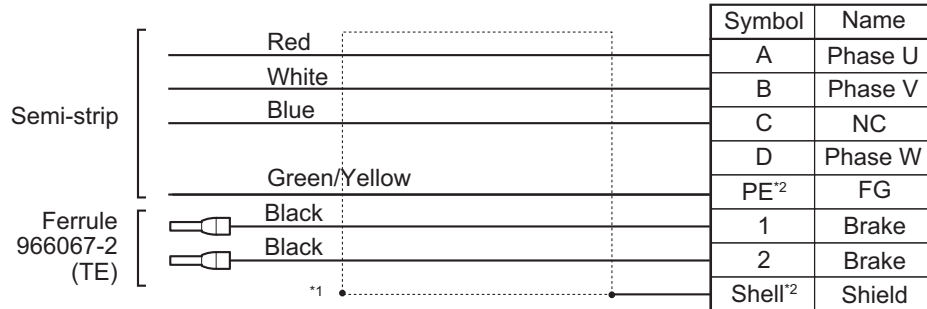 Symbol Name
Red
A Phase U
White
B Phase V
Semi-strip
Blue
C NC
D Phase W
Green/Yellow
PE*2 FG
Ferrule
966067-2
(TE)
Black
1 Brake
Black
2 Brake
*1
Shell*2 Shield